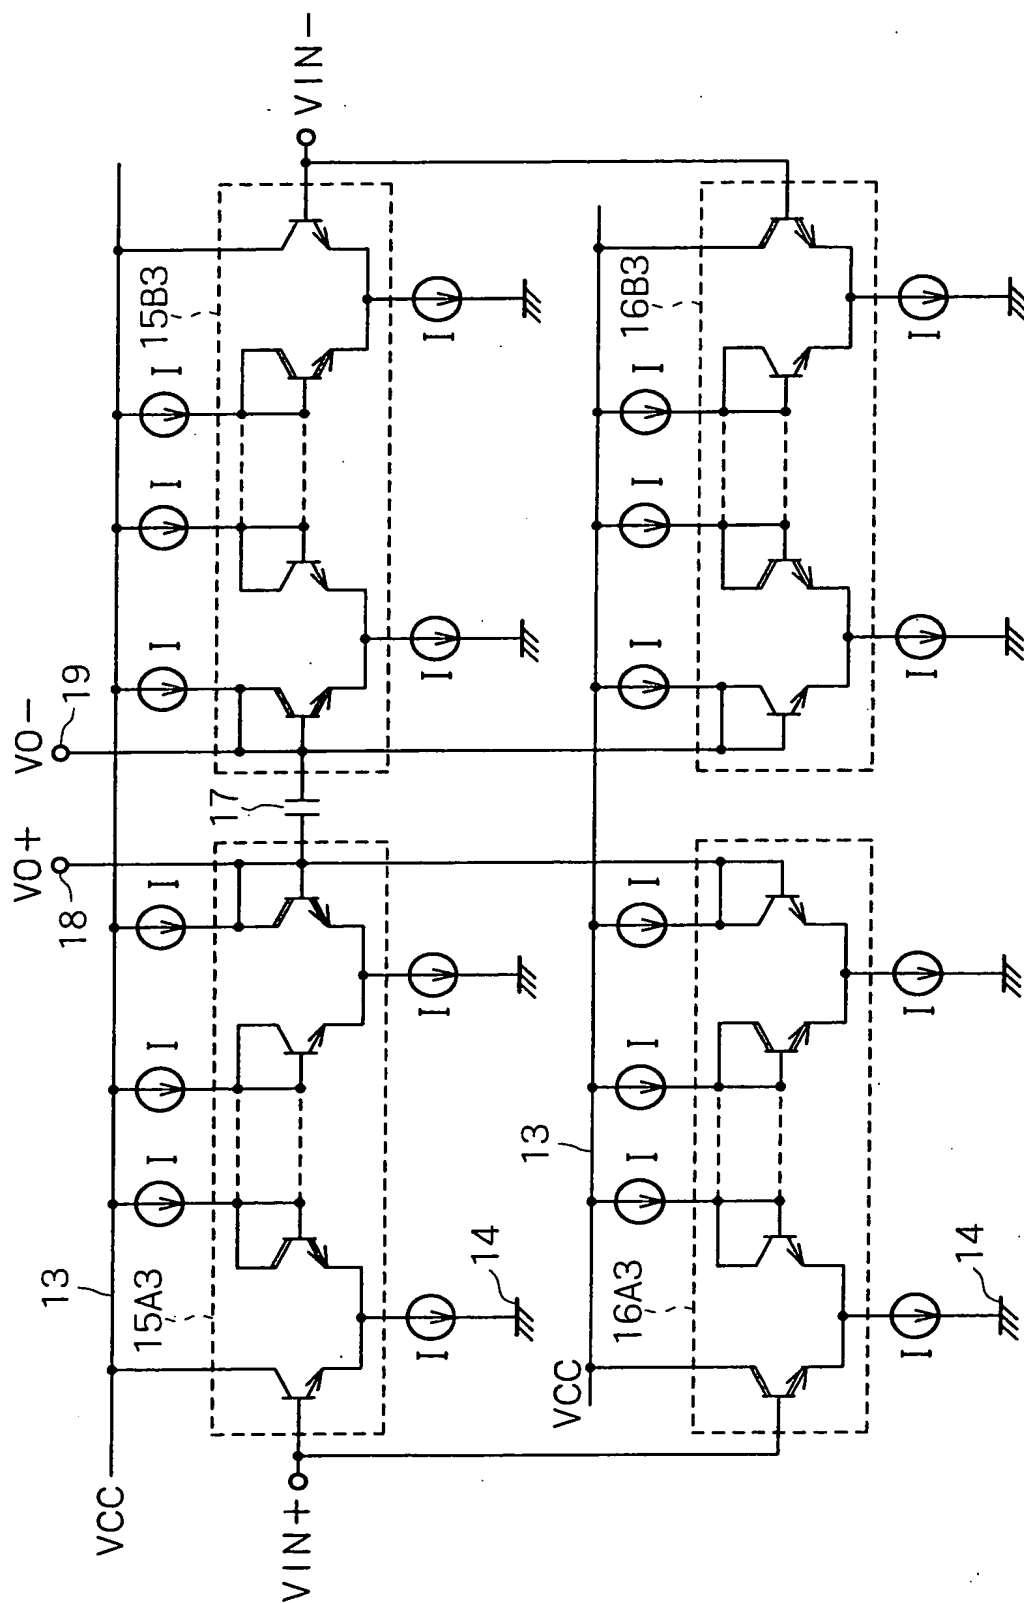 VO+ VO−
18 19
13
VCC
I I I I I I
15A3 15B3
17
VIN+ VIN−
I I I I
14
13
VCC
I I I I I I
16A3 16B3
I I I I
14